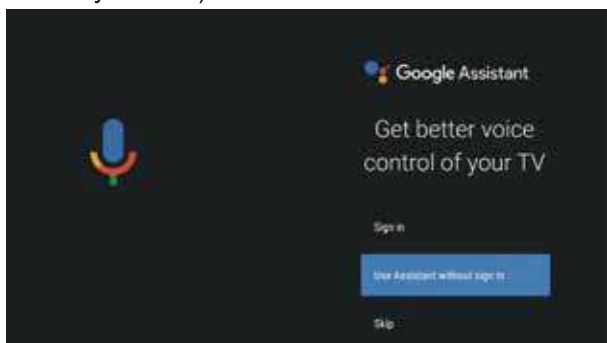 Google Assistant
Get better voice
control of your TV
Sign in
Use Assistant without sign in
Skip